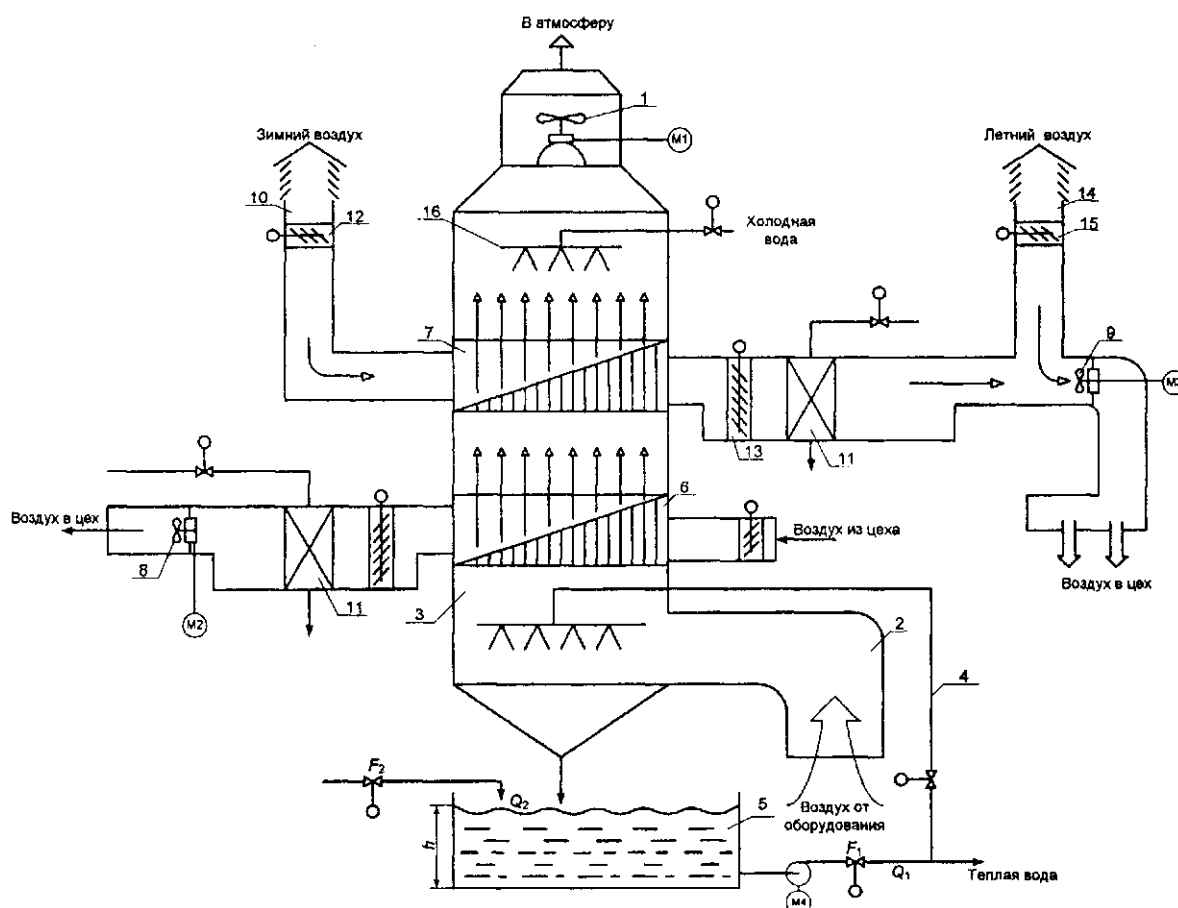 В атмосферу
1
Зимний воздух
M1
Летний воздух
10
12
16
Холодная
вода
14
15
7
9
13
11
6
Воздух в цех
Воздух из цеха
8
11
3
Воздух в цех
M2
2
4
F2
Q2
5
Воздух от
оборудования
h
F1
Q1
Теплая вода
M4